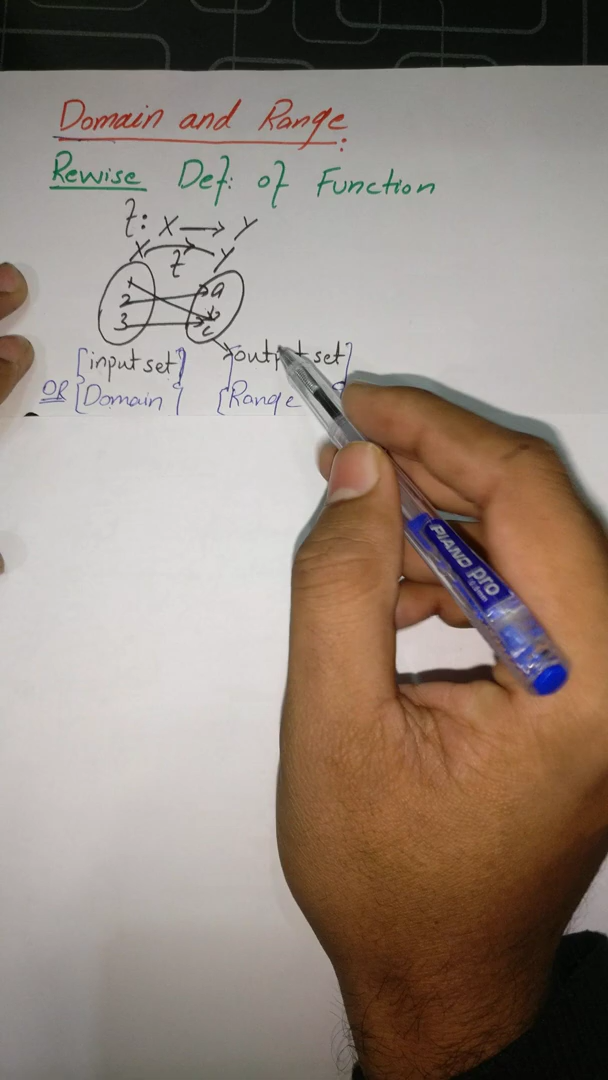 Domain and Range:
Rewise Def: of Function
f: X → Y
X f Y
1 a
2 b
3 c
[input set] [output set]
OR [Domain] [Range
PIANO pro